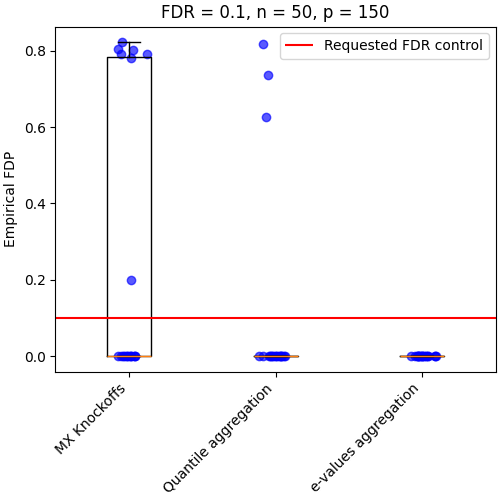 FDR = 0.1, n = 50, p = 150
Requested FDR control
Empirical FDP
0.8
0.6
0.4
0.2
0.0
MX Knockoffs
Quantile aggregation
e-values aggregation